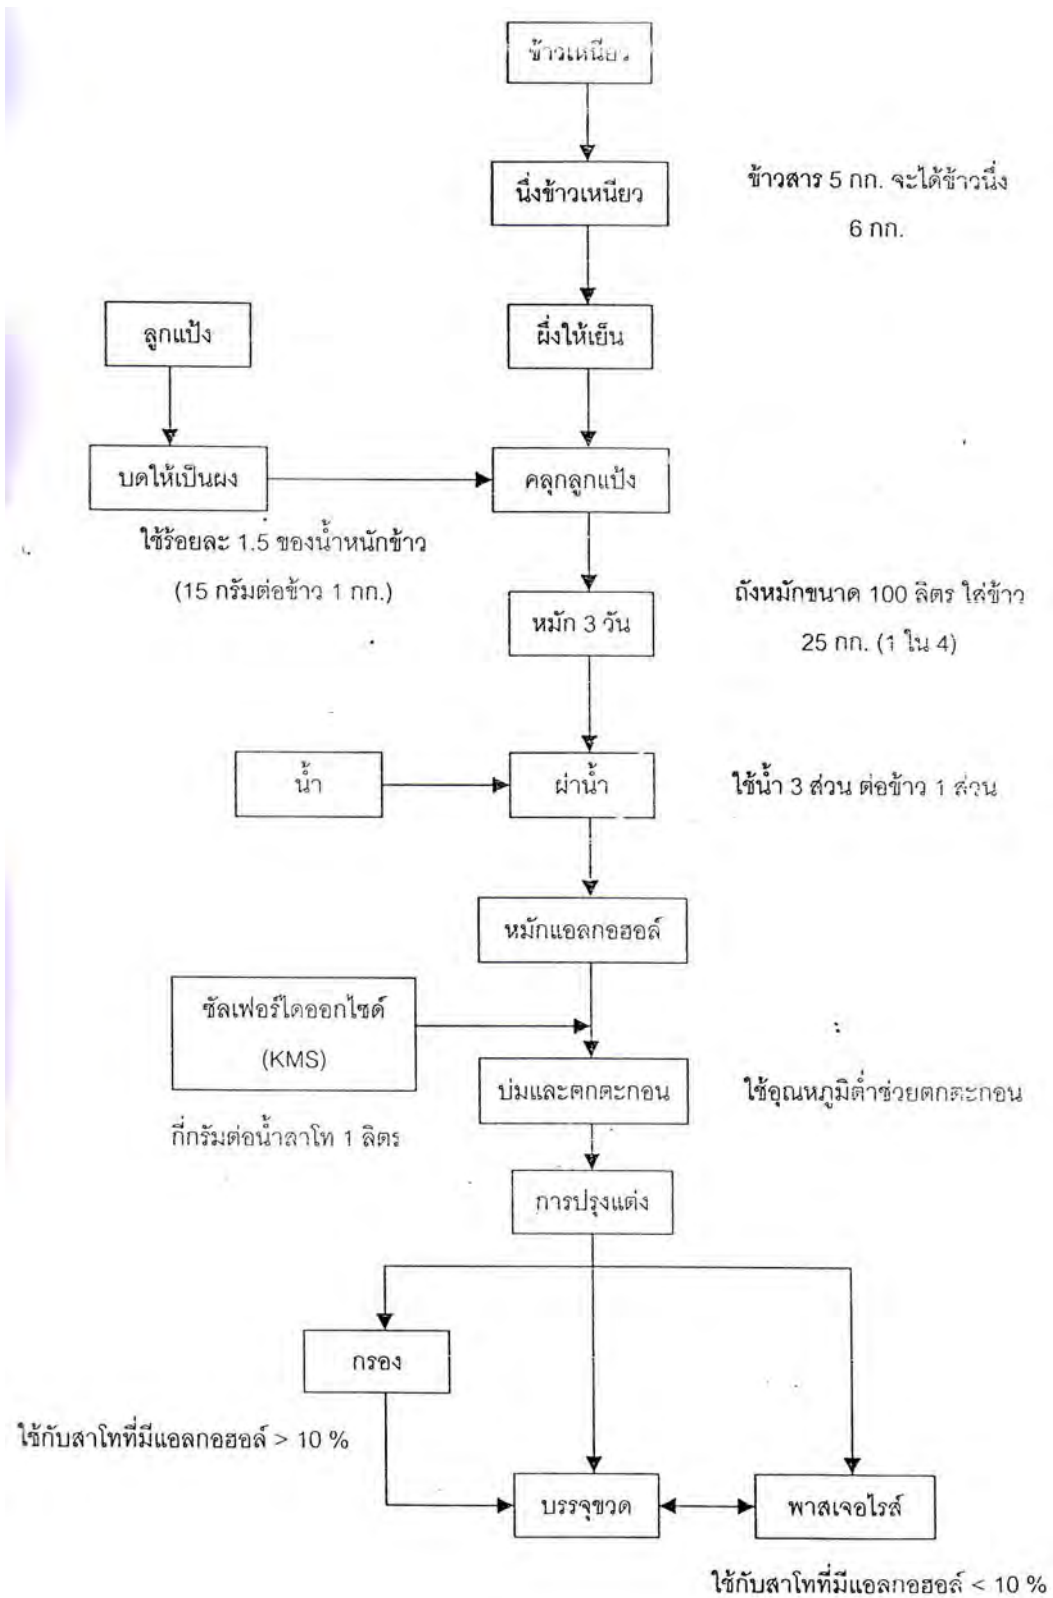 ข้าวเหนียว
นึ่งข้าวเหนียว
ข้าวสาร 5 กก. จะได้ข้าวนึ่ง
6 กก.
ผึ่งให้เย็น
ลูกแป้ง
บดให้เป็นผง
คลุกลูกแป้ง
ใช้ร้อยละ 1.5 ของน้ำหนักข้าว
(15 กรัมต่อข้าว 1 กก.)
หมัก 3 วัน
ถังหมักขนาด 100 ลิตร ใส่ข้าว
25 กก. (1 ใน 4)
น้ำ
ผ่าน้ำ
ใช้น้ำ 3 ส่วน ต่อข้าว 1 ส่วน
หมักแอลกอฮอล์
ซัลเฟอร์ไดออกไซด์
(KMS)
บ่มและตกตะกอน
ใช้อุณหภูมิต่ำช่วยตกตะกอน
กี่กรัมต่อน้ำสาโท 1 ลิตร
การปรุงแต่ง
กรอง
ใช้กับสาโทที่มีแอลกอฮอล์ > 10 %
บรรจุขวด
พาสเจอไรส์
ใช้กับสาโทที่มีแอลกอฮอล์ < 10 %